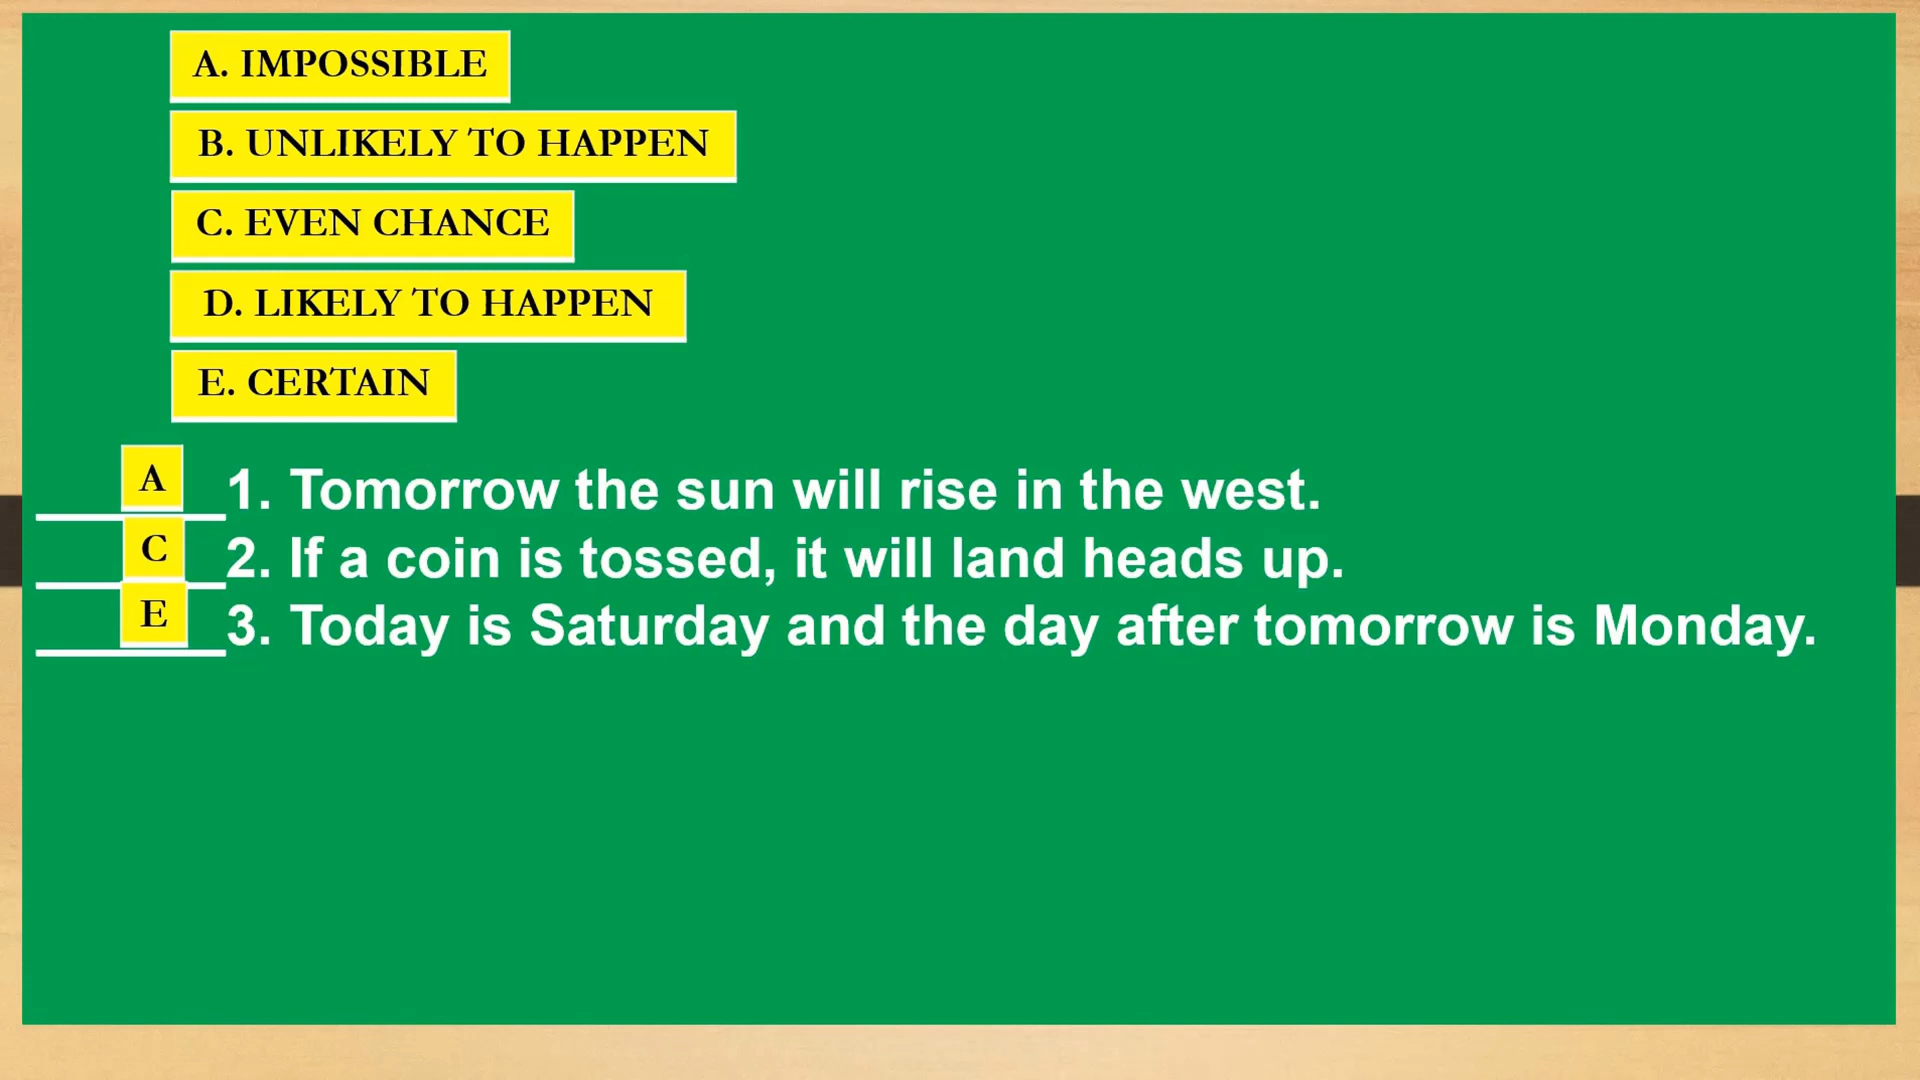 A. IMPOSSIBLE
B. UNLIKELY TO HAPPEN
C. EVEN CHANCE
D. LIKELY TO HAPPEN
E. CERTAIN
A 1. Tomorrow the sun will rise in the west.
C 2. If a coin is tossed, it will land heads up.
E 3. Today is Saturday and the day after tomorrow is Monday.